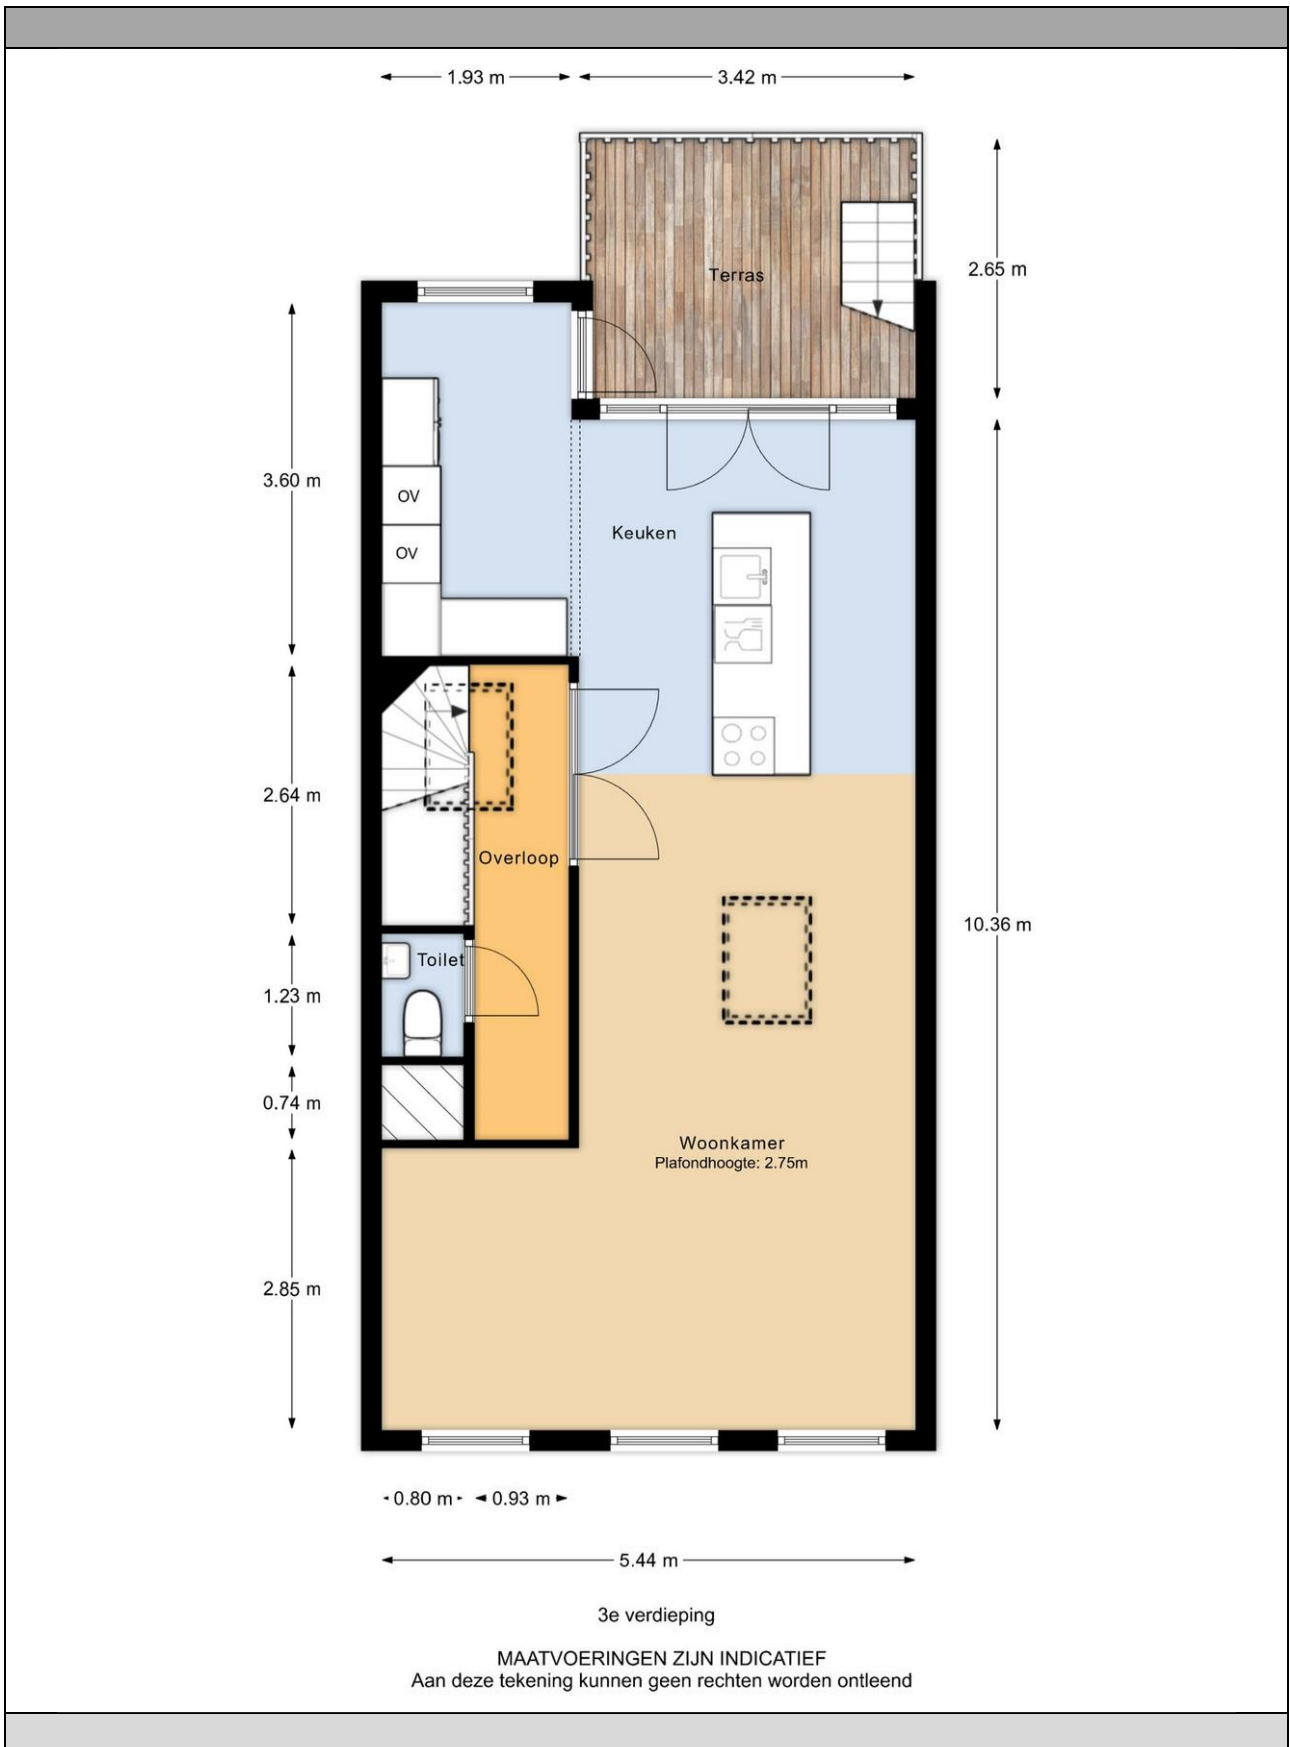 1.93 m
3.42 m
Terras
2.65 m
3.60 m
OV
Keuken
OV
2.64 m
Overloop
10.36 m
Toilet
1.23 m
0.74 m
Woonkamer
Plafondhoogte: 2.75m
2.85 m
0.80 m
0.93 m
5.44 m
3e verdieping
MAATVOERINGEN ZIJN INDICATIEF
Aan deze tekening kunnen geen rechten worden ontleend